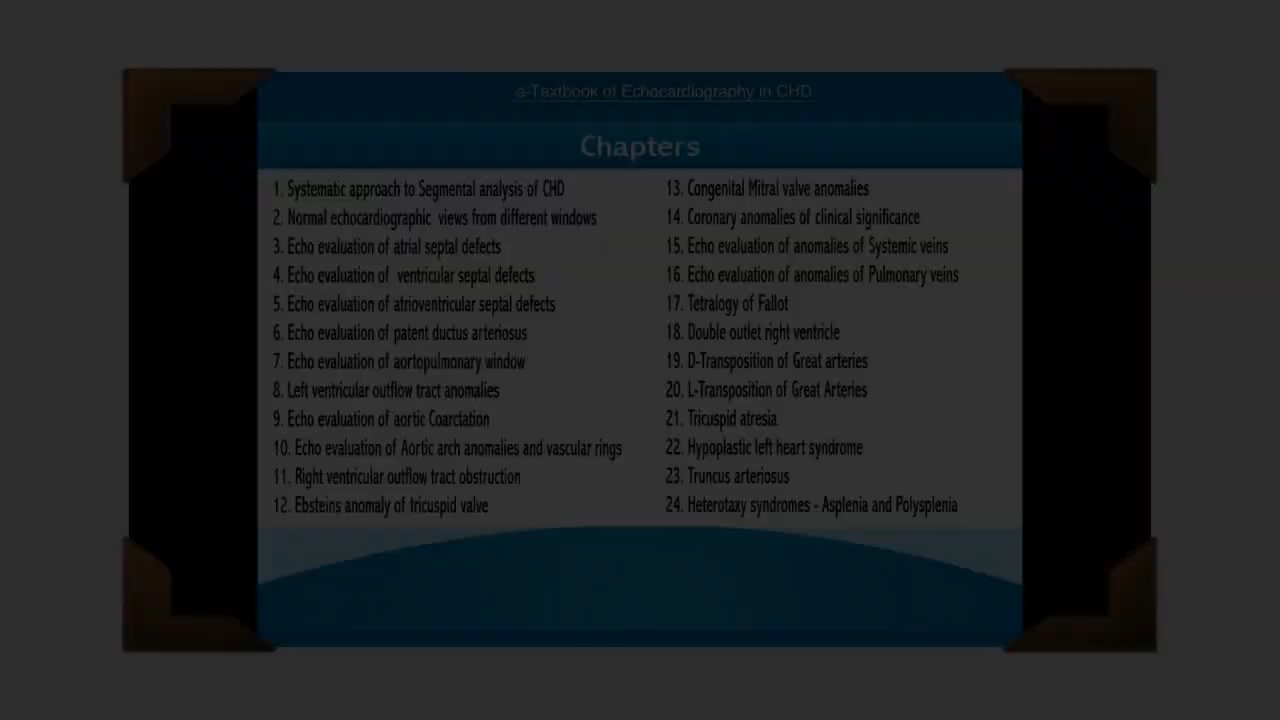 e-Textbook of Echocardiography in CHD
Chapters
1. Systematic approach to Segmental analysis of CHD
2. Normal echocardiographic views from different windows
3. Echo evaluation of atrial septal defects
4. Echo evaluation of ventricular septal defects
5. Echo evaluation of atrioventricular septal defects
6. Echo evaluation of patent ductus arteriosus
7. Echo evaluation of aortopulmonary window
8. Left ventricular outflow tract anomalies
9. Echo evaluation of aortic Coarctation
10. Echo evaluation of Aortic arch anomalies and vascular rings
11. Right ventricular outflow tract obstruction
12. Ebsteins anomaly of tricuspid valve
13. Congenital Mitral valve anomalies
14. Coronary anomalies of clinical significance
15. Echo evaluation of anomalies of Systemic veins
16. Echo evaluation of anomalies of Pulmonary veins
17. Tetralogy of Fallot
18. Double outlet right ventricle
19. D-Transposition of Great arteries
20. L-Transposition of Great Arteries
21. Tricuspid atresia
22. Hypoplastic left heart syndrome
23. Truncus arteriosus
24. Heterotaxy syndromes - Asplenia and Polysplenia